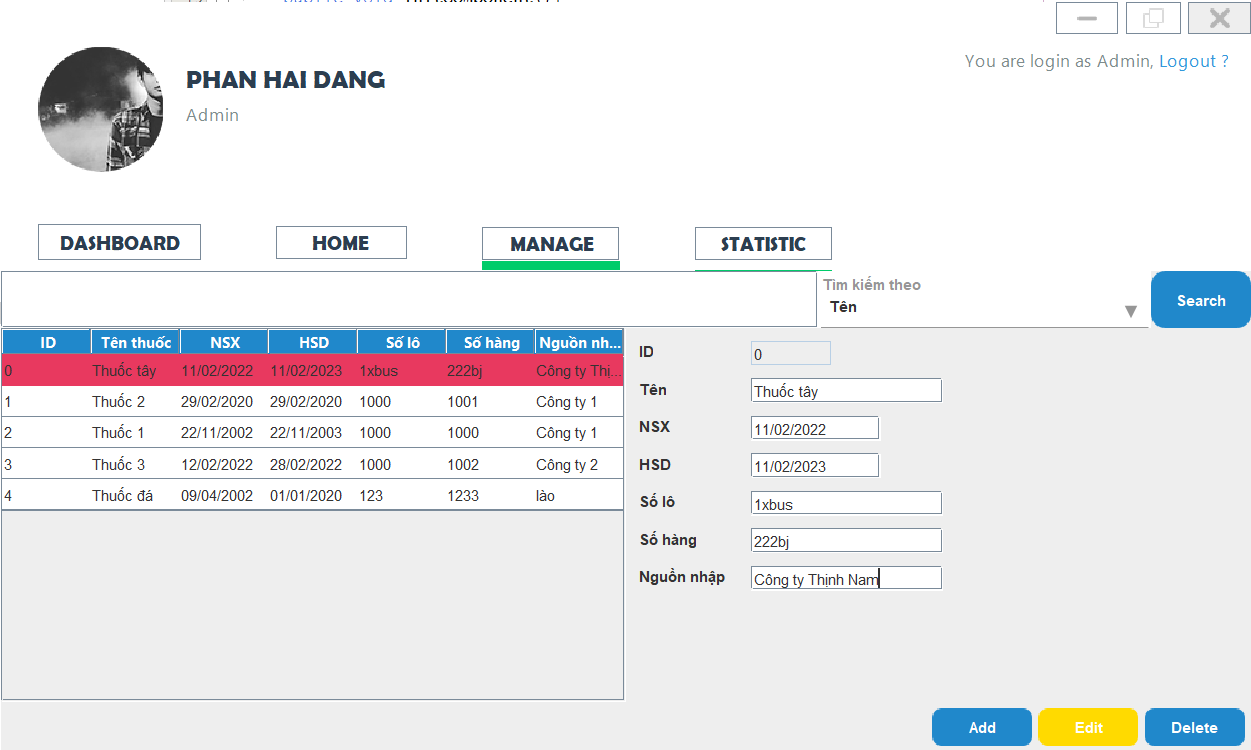 You are login as Admin, Logout ?
PHAN HAI DANG
Admin
DASHBOARD HOME MANAGE STATISTIC
Tìm kiếm theo
Tên
Search
ID Tên thuốc NSX HSD Số lô Số hàng Nguồn nh...
0 Thuốc tây 11/02/2022 11/02/2023 1xbus 222bj Công ty Thị...
1 Thuốc 2 29/02/2020 29/02/2020 1000 1001 Công ty 1
2 Thuốc 1 22/11/2002 22/11/2003 1000 1000 Công ty 1
3 Thuốc 3 12/02/2022 28/02/2022 1000 1002 Công ty 2
4 Thuốc đá 09/04/2002 01/01/2020 123 1233 lào
ID 0
Tên Thuốc tây
NSX 11/02/2022
HSD 11/02/2023
Số lô 1xbus
Số hàng 222bj
Nguồn nhập Công ty Thịnh Nam
Add Edit Delete